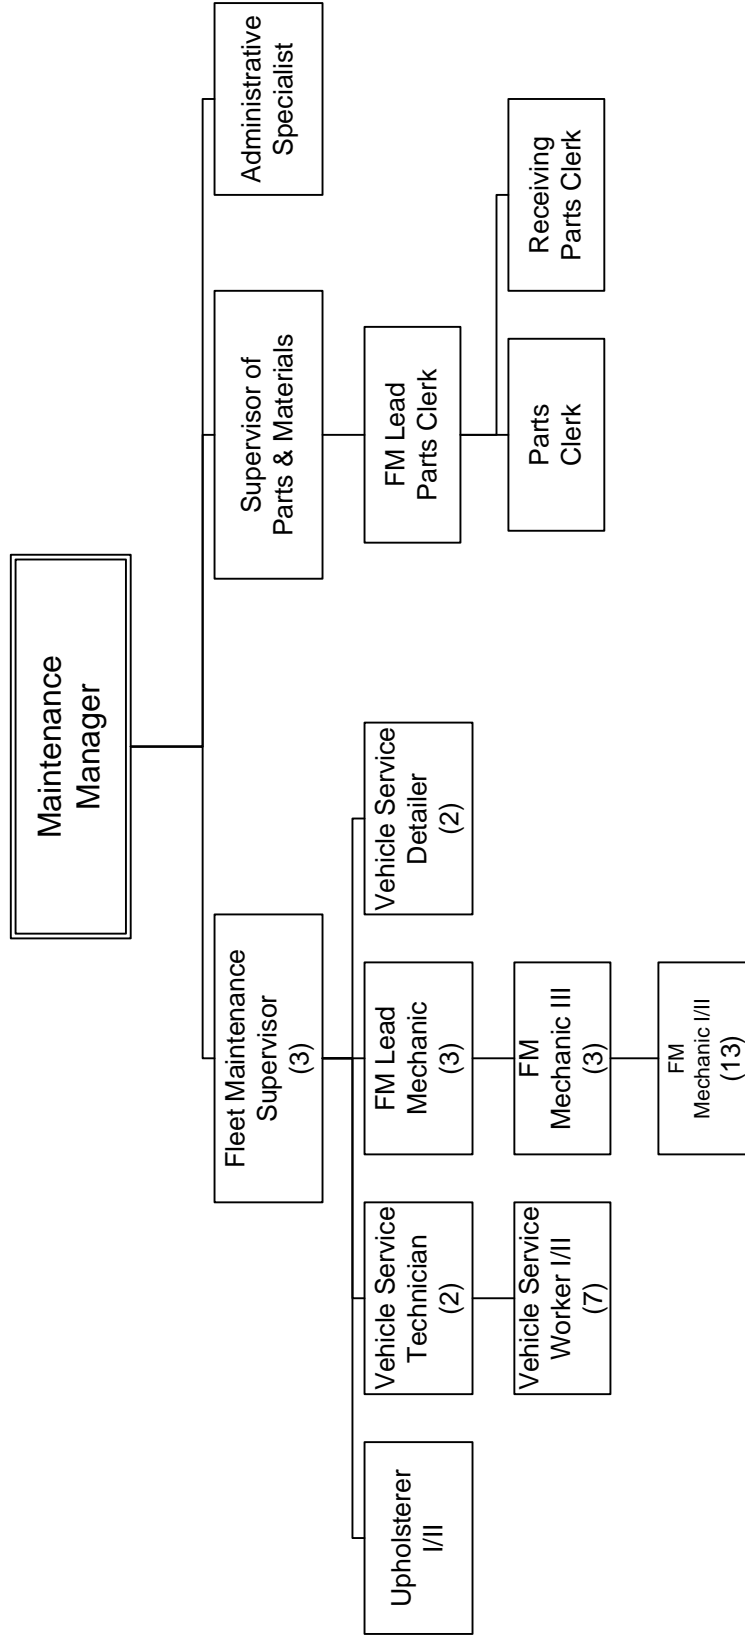 Maintenance
Manager
Fleet Maintenance
Supervisor
(3)
Supervisor of
Parts & Materials
Administrative
Specialist
Upholsterer
I/II
Vehicle Service
Technician
(2)
FM Lead
Mechanic
(3)
Vehicle Service
Detailer
(2)
FM Lead
Parts Clerk
Vehicle Service
Worker I/II
(7)
FM
Mechanic III
(3)
Parts
Clerk
Receiving
Parts Clerk
FM
Mechanic I/II
(13)